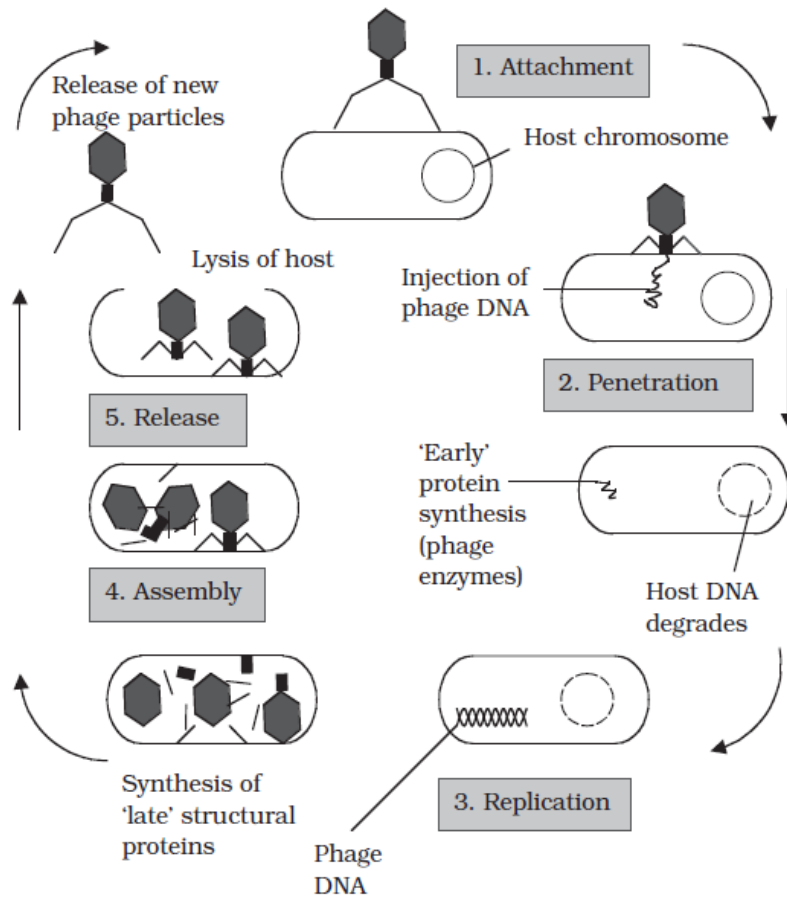 1. Attachment
Host chromosome
Injection of
phage DNA
2. Penetration
'Early'
protein
synthesis
(phage
enzymes)
Host DNA
degrades
3. Replication
Phage
DNA
Synthesis of
'late' structural
proteins
4. Assembly
5. Release
Lysis of host
Release of new
phage particles